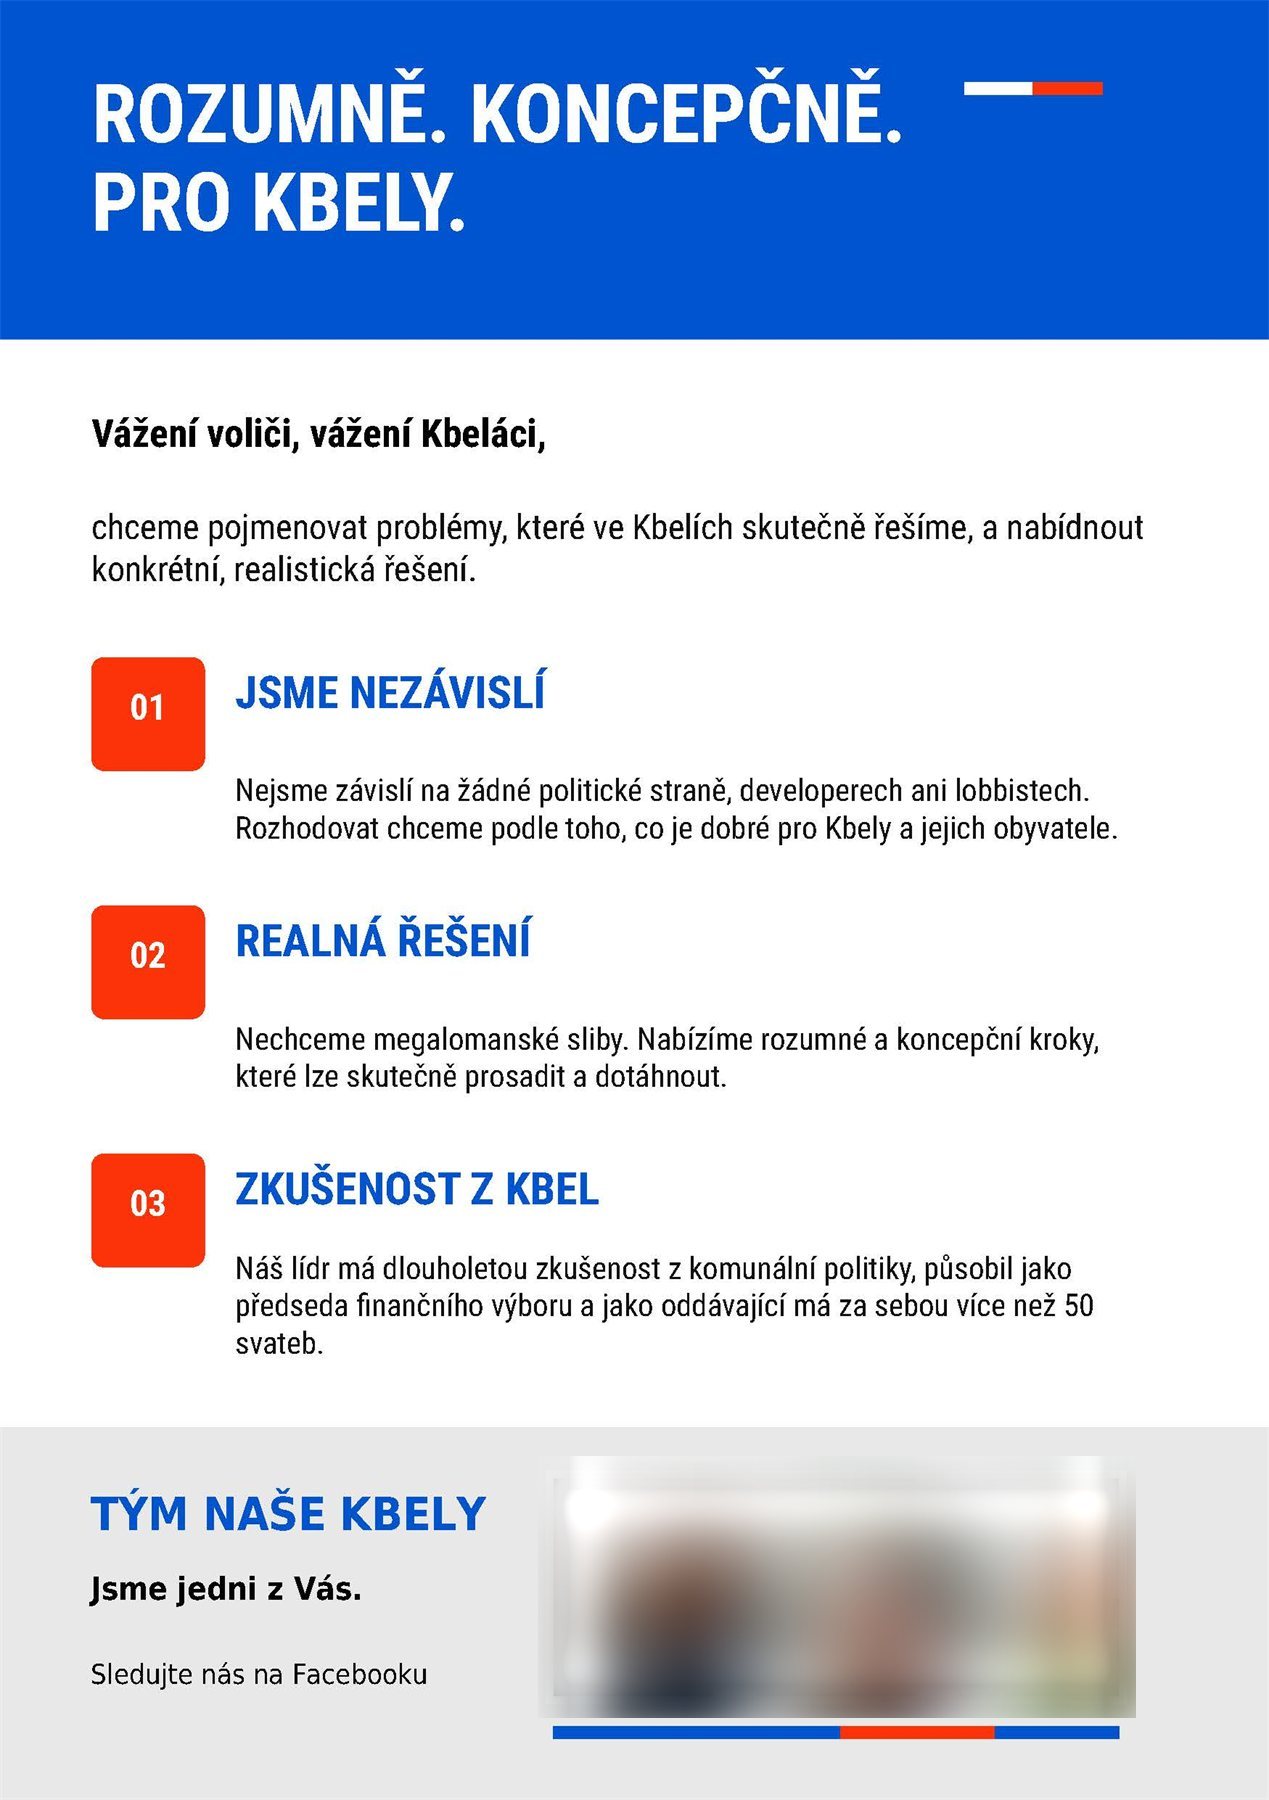 ROZUMNĚ. KONCEPČNĚ.
PRO KBELY.
Vážení voliči, vážení Kbeláci,
chceme pojmenovat problémy, které ve Kbelích skutečně řešíme, a nabídnout
konkrétní, realistická řešení.
01
JSME NEZÁVISLÍ
Nejsme závislí na žádné politické straně, developerech ani lobbistech.
Rozhodovat chceme podle toho, co je dobré pro Kbely a jejich obyvatele.
02
REALNÁ ŘEŠENÍ
Nechceme megalomanské sliby. Nabízíme rozumné a koncepční kroky,
které lze skutečně prosadit a dotáhnout.
03
ZKUŠENOST Z KBEL
Náš lídr má dlouholetou zkušenost z komunální politiky, působil jako
předseda finančního výboru a jako oddávající má za sebou více než 50
svateb.
TÝM NAŠE KBELY
Jsme jedni z Vás.
Sledujte nás na Facebooku